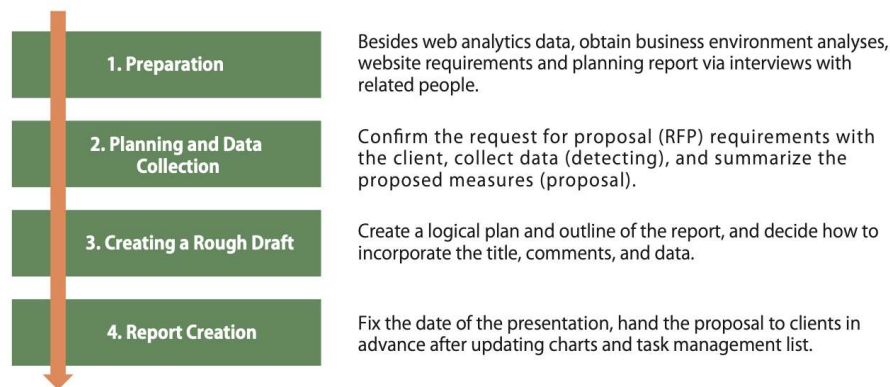 1. Preparation
Besides web analytics data, obtain business environment analyses,
website requirements and planning report via interviews with
related people.
2. Planning and Data
Collection
Confirm the request for proposal (RFP) requirements with
the client, collect data (detecting), and summarize the
proposed measures (proposal).
3. Creating a Rough Draft
Create a logical plan and outline of the report, and decide how to
incorporate the title, comments, and data.
4. Report Creation
Fix the date of the presentation, hand the proposal to clients in
advance after updating charts and task management list.